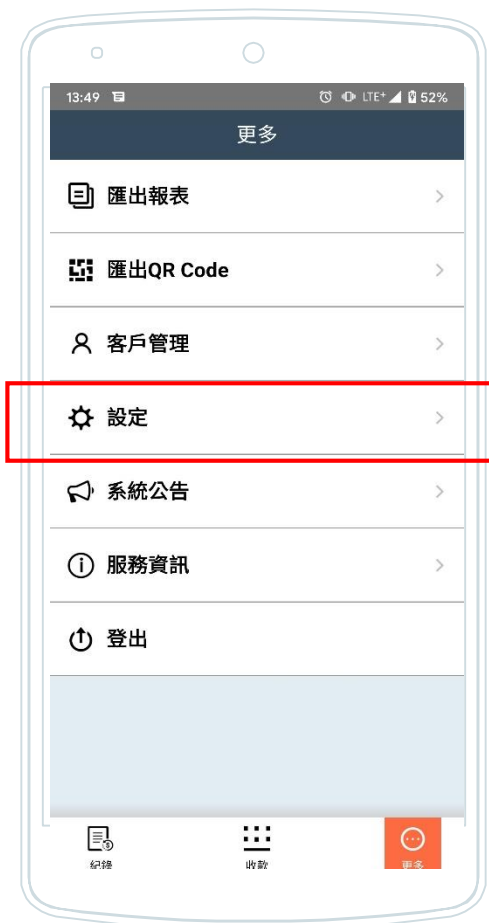 13:49 LTE+ 52%
更多
匯出報表
匯出QR Code
客戶管理
設定
系統公告
服務資訊
登出
紀錄 收款 更多